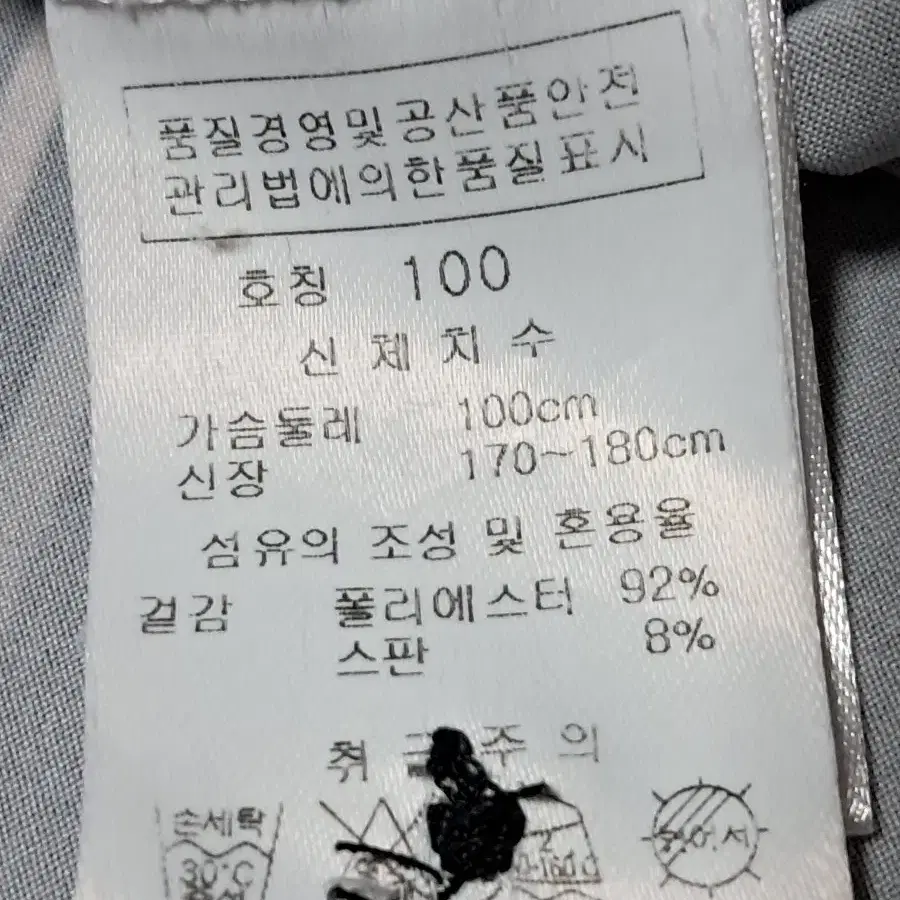 품질경영및공산품안전
관리법에의한품질표시
호칭 100
신체치수
가슴둘레 100cm
신장 170~180cm
섬유의 조성 및 혼용율
겉감 폴리에스터 92%
스판 8%
취 주의
손세탁
30°C